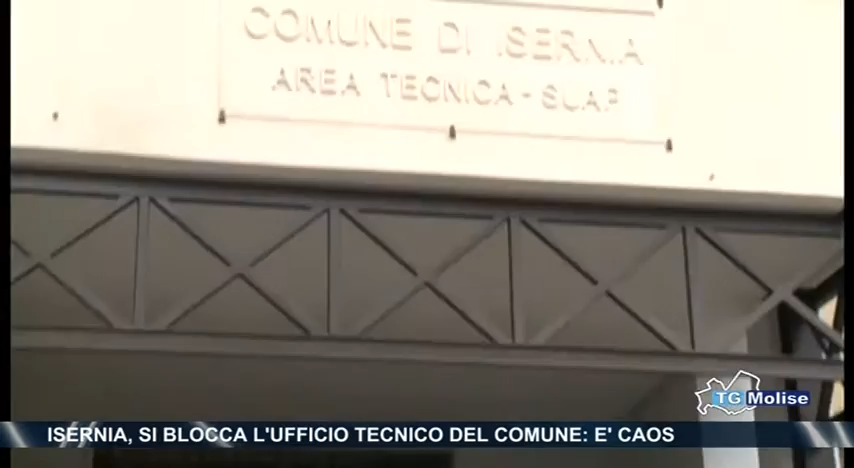 COMUNE DI ISERNIA
AREA TECNICA - SUAP
TG Molise
ISERNIA, SI BLOCCA L'UFFICIO TECNICO DEL COMUNE: E' CAOS